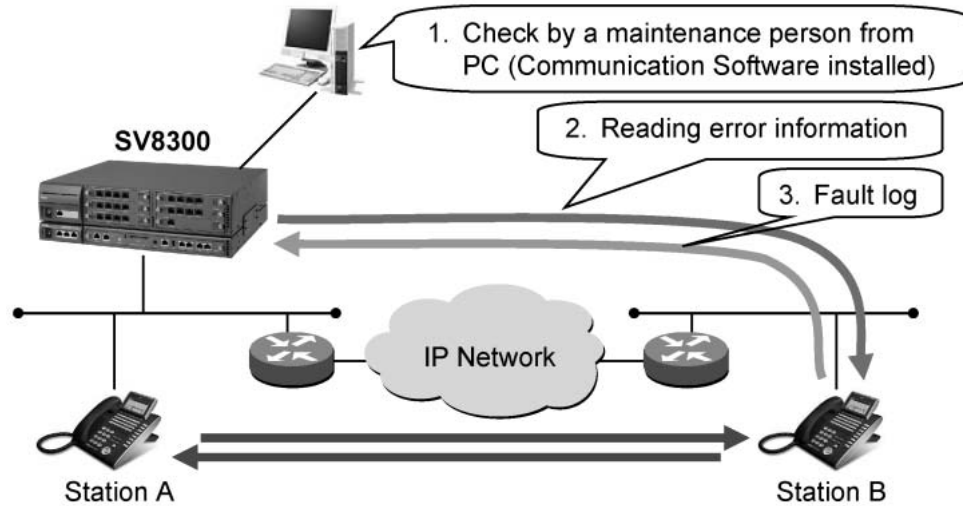 1. Check by a maintenance person from
PC (Communication Software installed)
2. Reading error information
SV8300
3. Fault log
IP Network
Station A
Station B